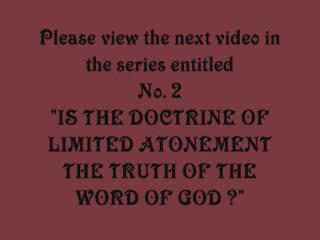 Please view the next video in
the series entitled
No. 2
"IS THE DOCTRINE OF
LIMITED ATONEMENT
THE TRUTH OF THE
WORD OF GOD ?"